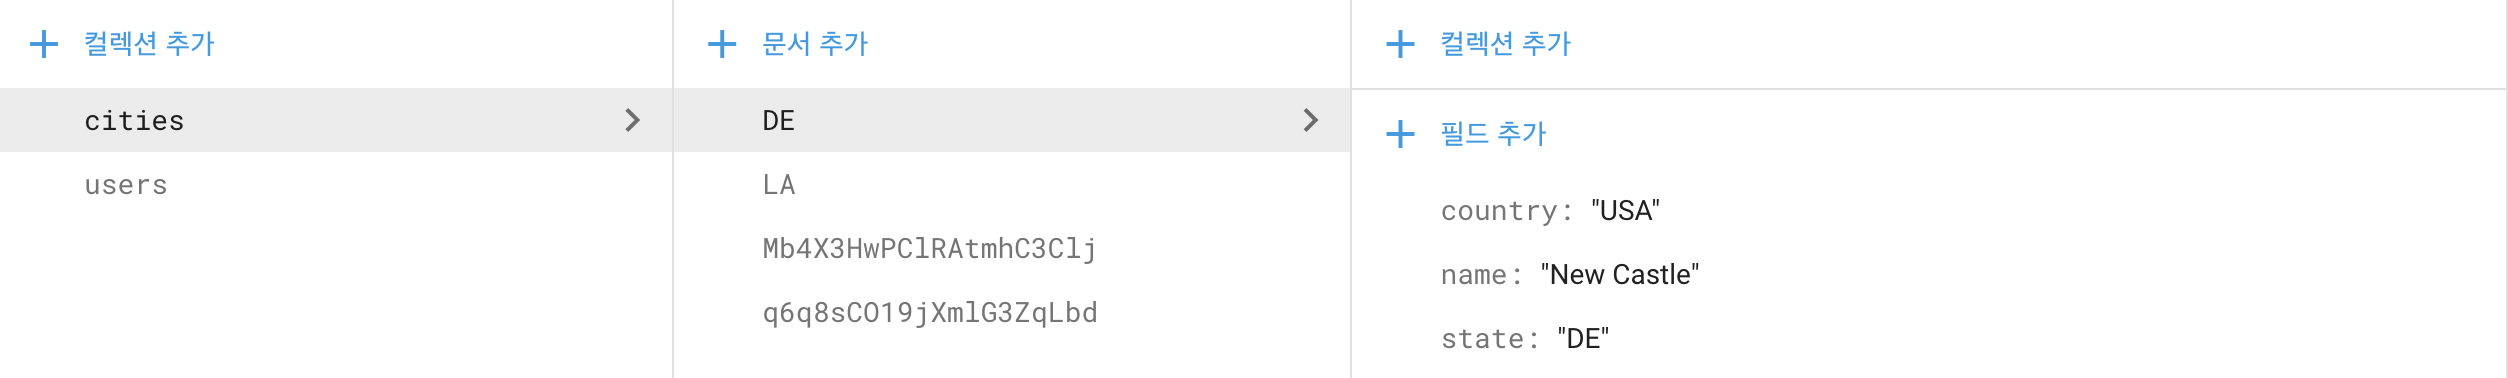 컬렉션 추가
cities
users
문서 추가
DE
LA
Mb4X3HwPClRAtmhC3Clj
q6q8sCO19jXmlG3ZqLbd
컬렉션 추가
필드 추가
country: "USA"
name: "New Castle"
state: "DE"